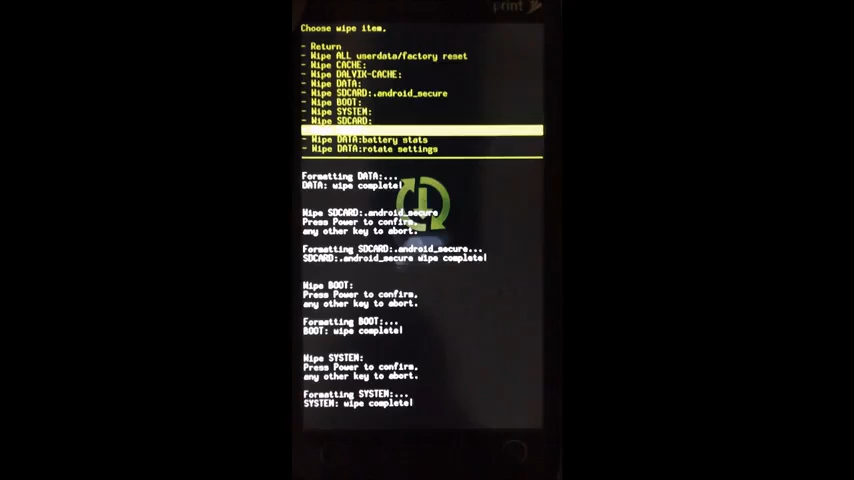 print
Choose wipe item.
- Return
- Wipe ALL userdata/factory reset
- Wipe CACHE:
- Wipe DALVIK-CACHE:
- Wipe DATA:
- Wipe SDCARD:.android_secure
- Wipe BOOT:
- Wipe SYSTEM:
- Wipe SDCARD:
- Wipe DATA:battery stats
- Wipe DATA:rotate settings
Formatting DATA:...
DATA: wipe complete!
Wipe SDCARD:.android_secure
Press Power to confirm,
any other key to abort.
Formatting SDCARD:.android_secure...
SDCARD:.android_secure wipe complete!
Wipe BOOT:
Press Power to confirm,
any other key to abort.
Formatting BOOT:...
BOOT: wipe complete!
Wipe SYSTEM:
Press Power to confirm,
any other key to abort.
Formatting SYSTEM:...
SYSTEM: wipe complete!